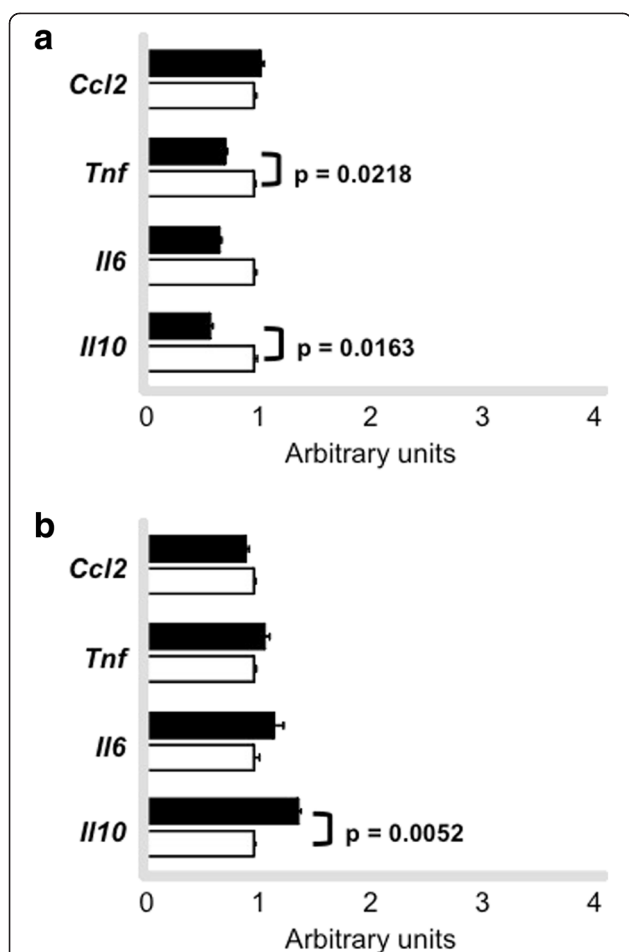 a
Ccl2
Tnf
p = 0.0218
Il6
Il10
p = 0.0163
0 1 2 3 4
Arbitrary units
b
Ccl2
Tnf
Il6
Il10
p = 0.0052
0 1 2 3 4
Arbitrary units